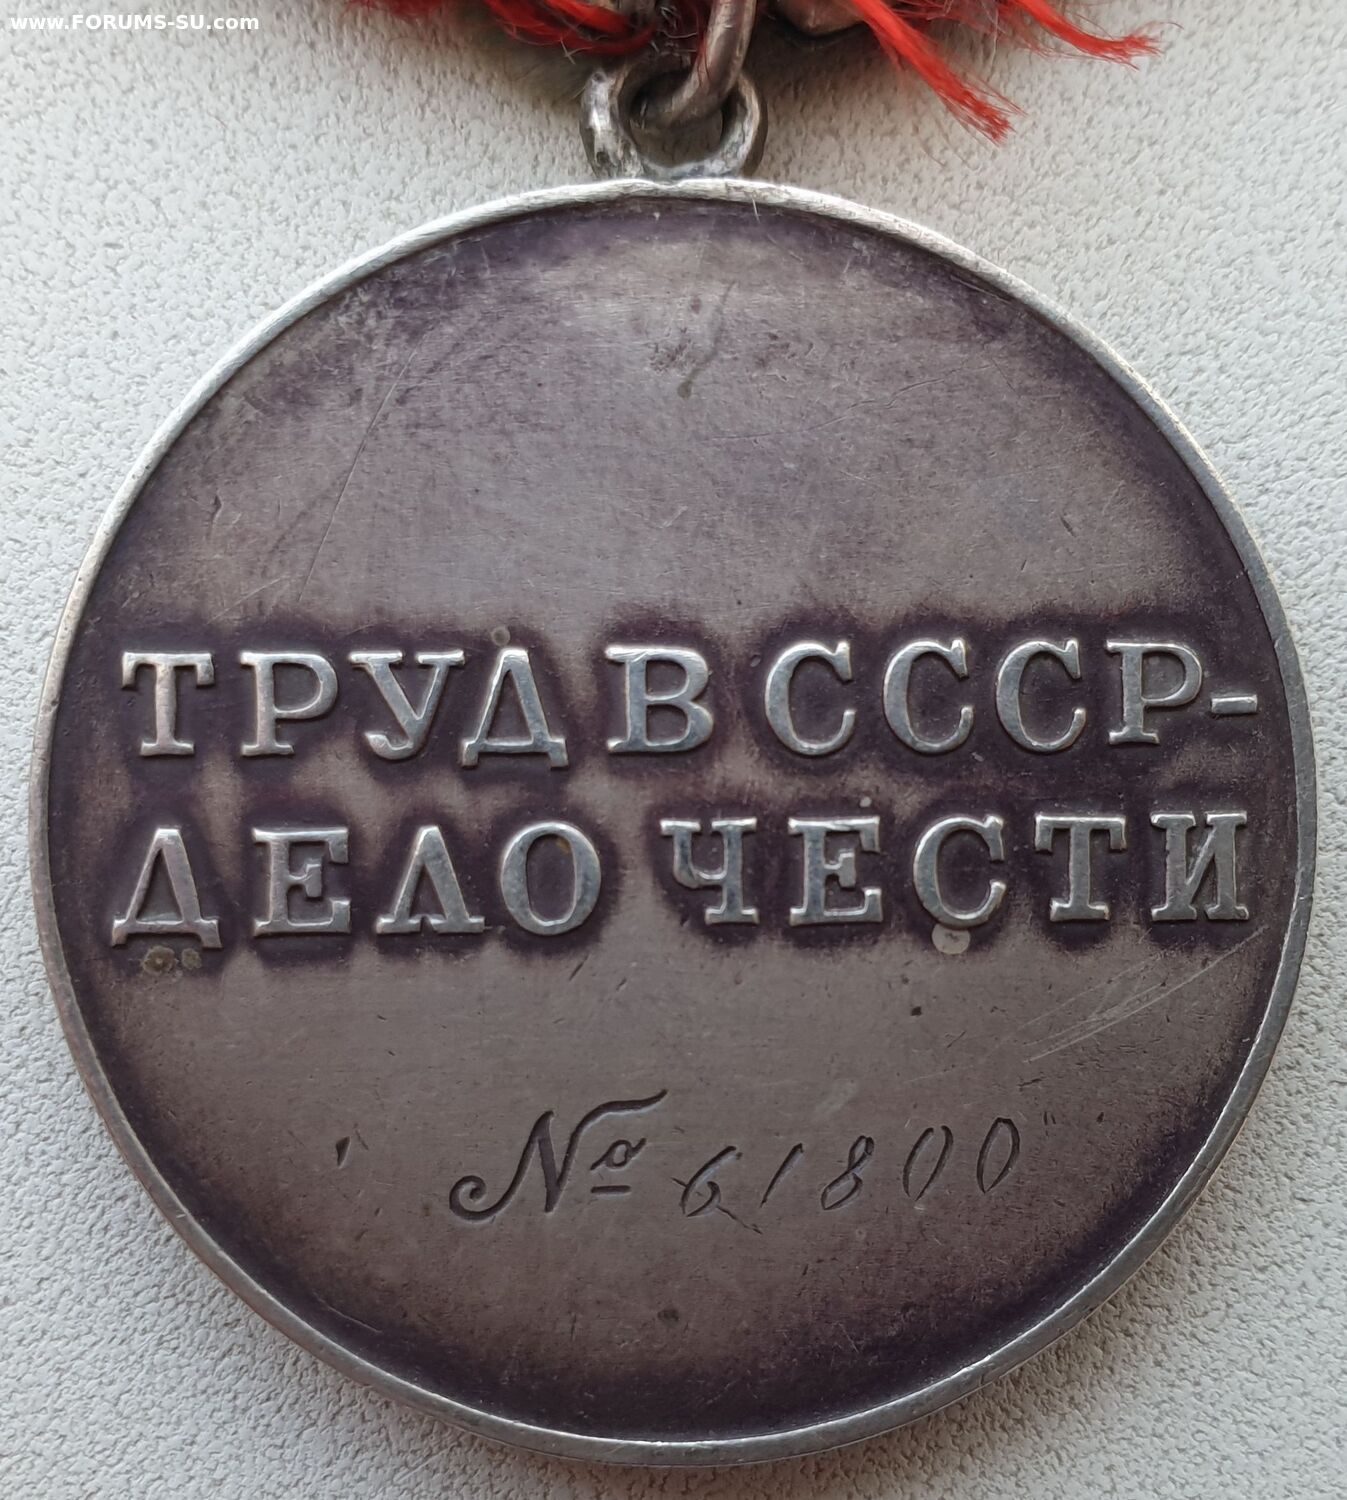 www.FORUMS-SU.com
ТРУД В СССР-
ДЕЛО ЧЕСТИ
№ 61800